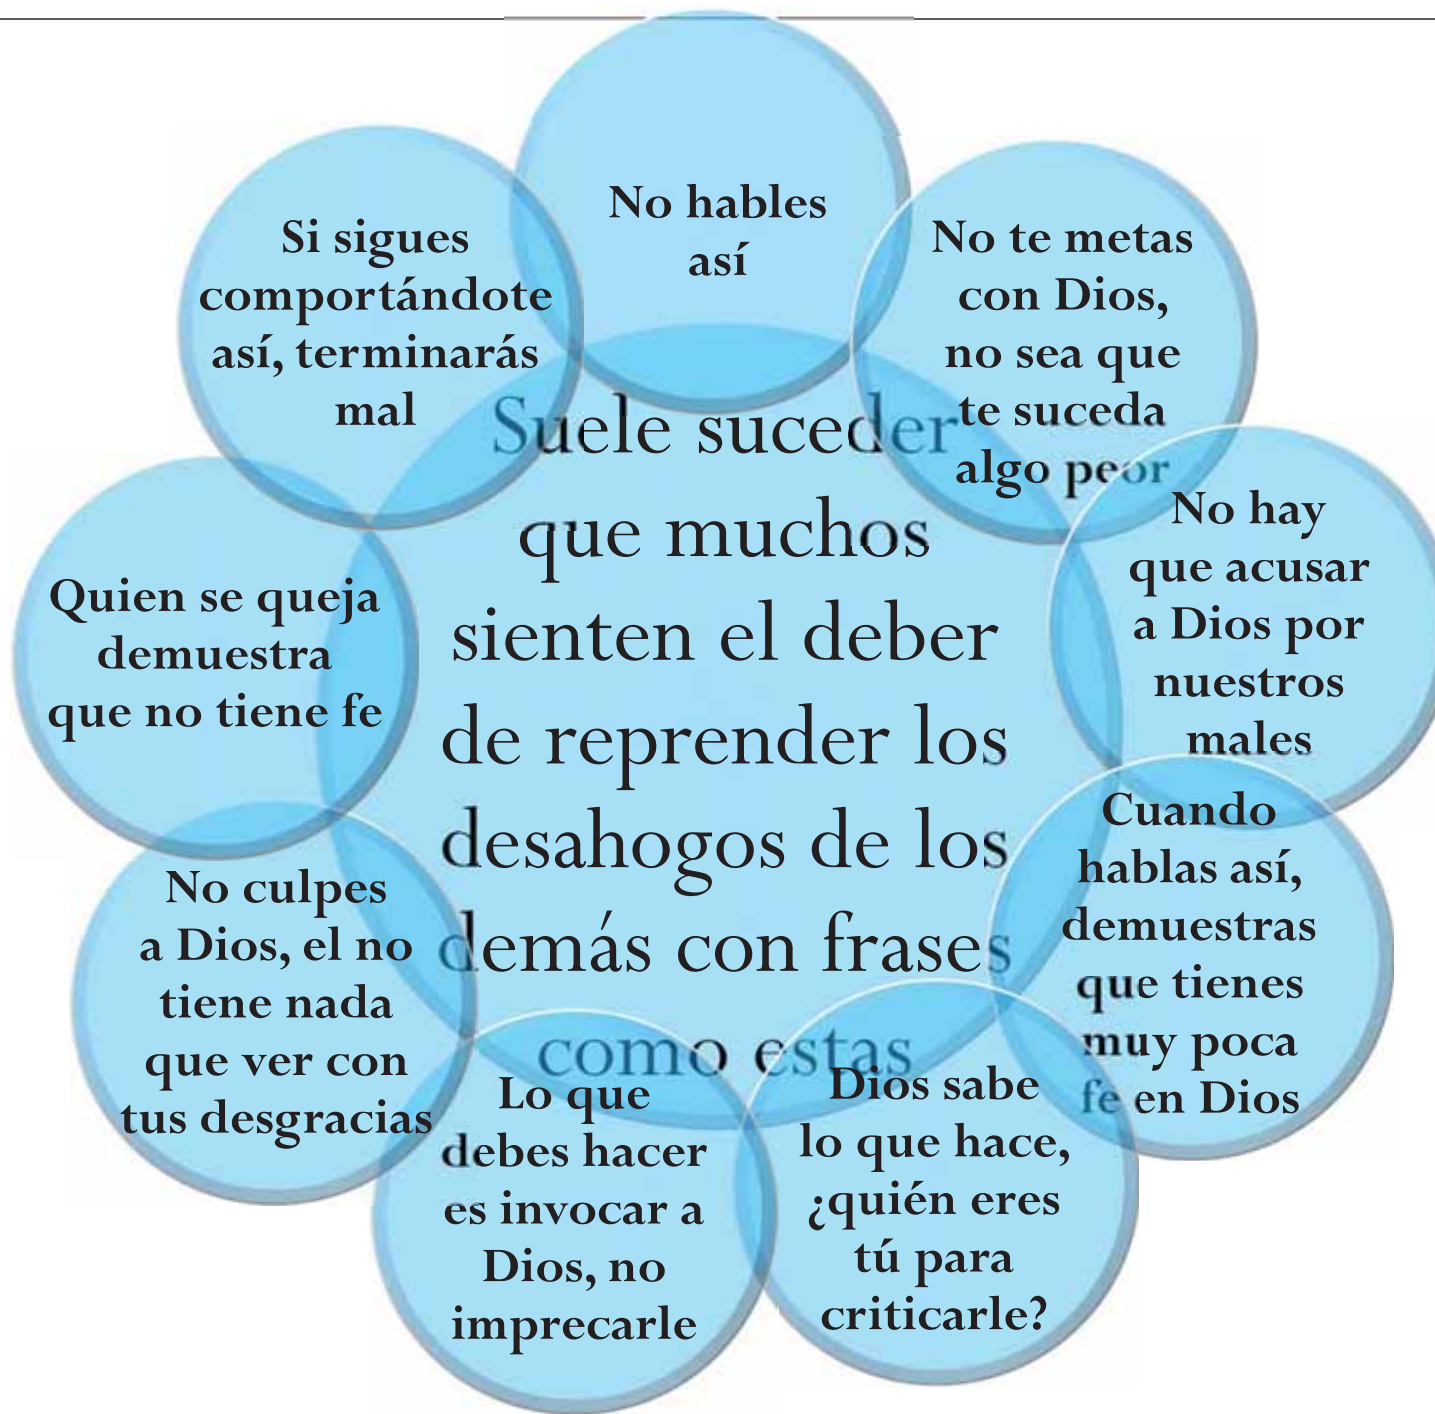 No hables
así
No te metas
con Dios,
no sea que
te suceda
algo peor
No hay
que acusar
a Dios por
nuestros
males
Cuando
hablas así,
demuestras
que tienes
muy poca
fe en Dios
Dios sabe
lo que hace,
¿quién eres
tú para
criticarle?
Lo que
debes hacer
es invocar a
Dios, no
imprecarle
No culpes
a Dios, el no
tiene nada
que ver con
tus desgracias
Quien se queja
demuestra
que no tiene fe
Si sigues
comportándote
así, terminarás
mal
Suele suceder
que muchos
sienten el deber
de reprender los
desahogos de los
demás con frases
como estas